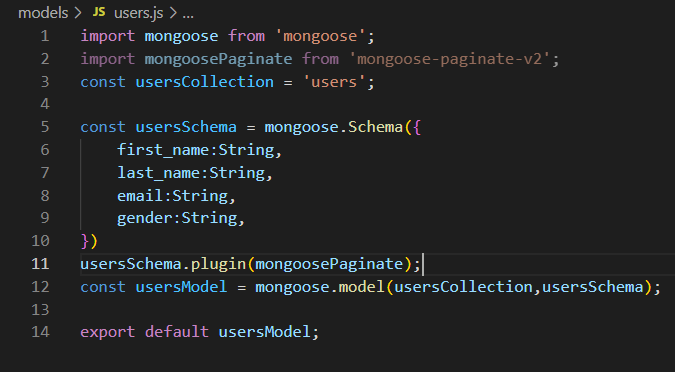 models > JS users.js > ...
1 import mongoose from 'mongoose';
2 import mongoosePaginate from 'mongoose-paginate-v2';
3 const usersCollection = 'users';
4
5 const usersSchema = mongoose.Schema({
6     first_name:String,
7     last_name:String,
8     email:String,
9     gender:String,
10 })
11 usersSchema.plugin(mongoosePaginate);
12 const usersModel = mongoose.model(usersCollection,usersSchema);
13
14 export default usersModel;